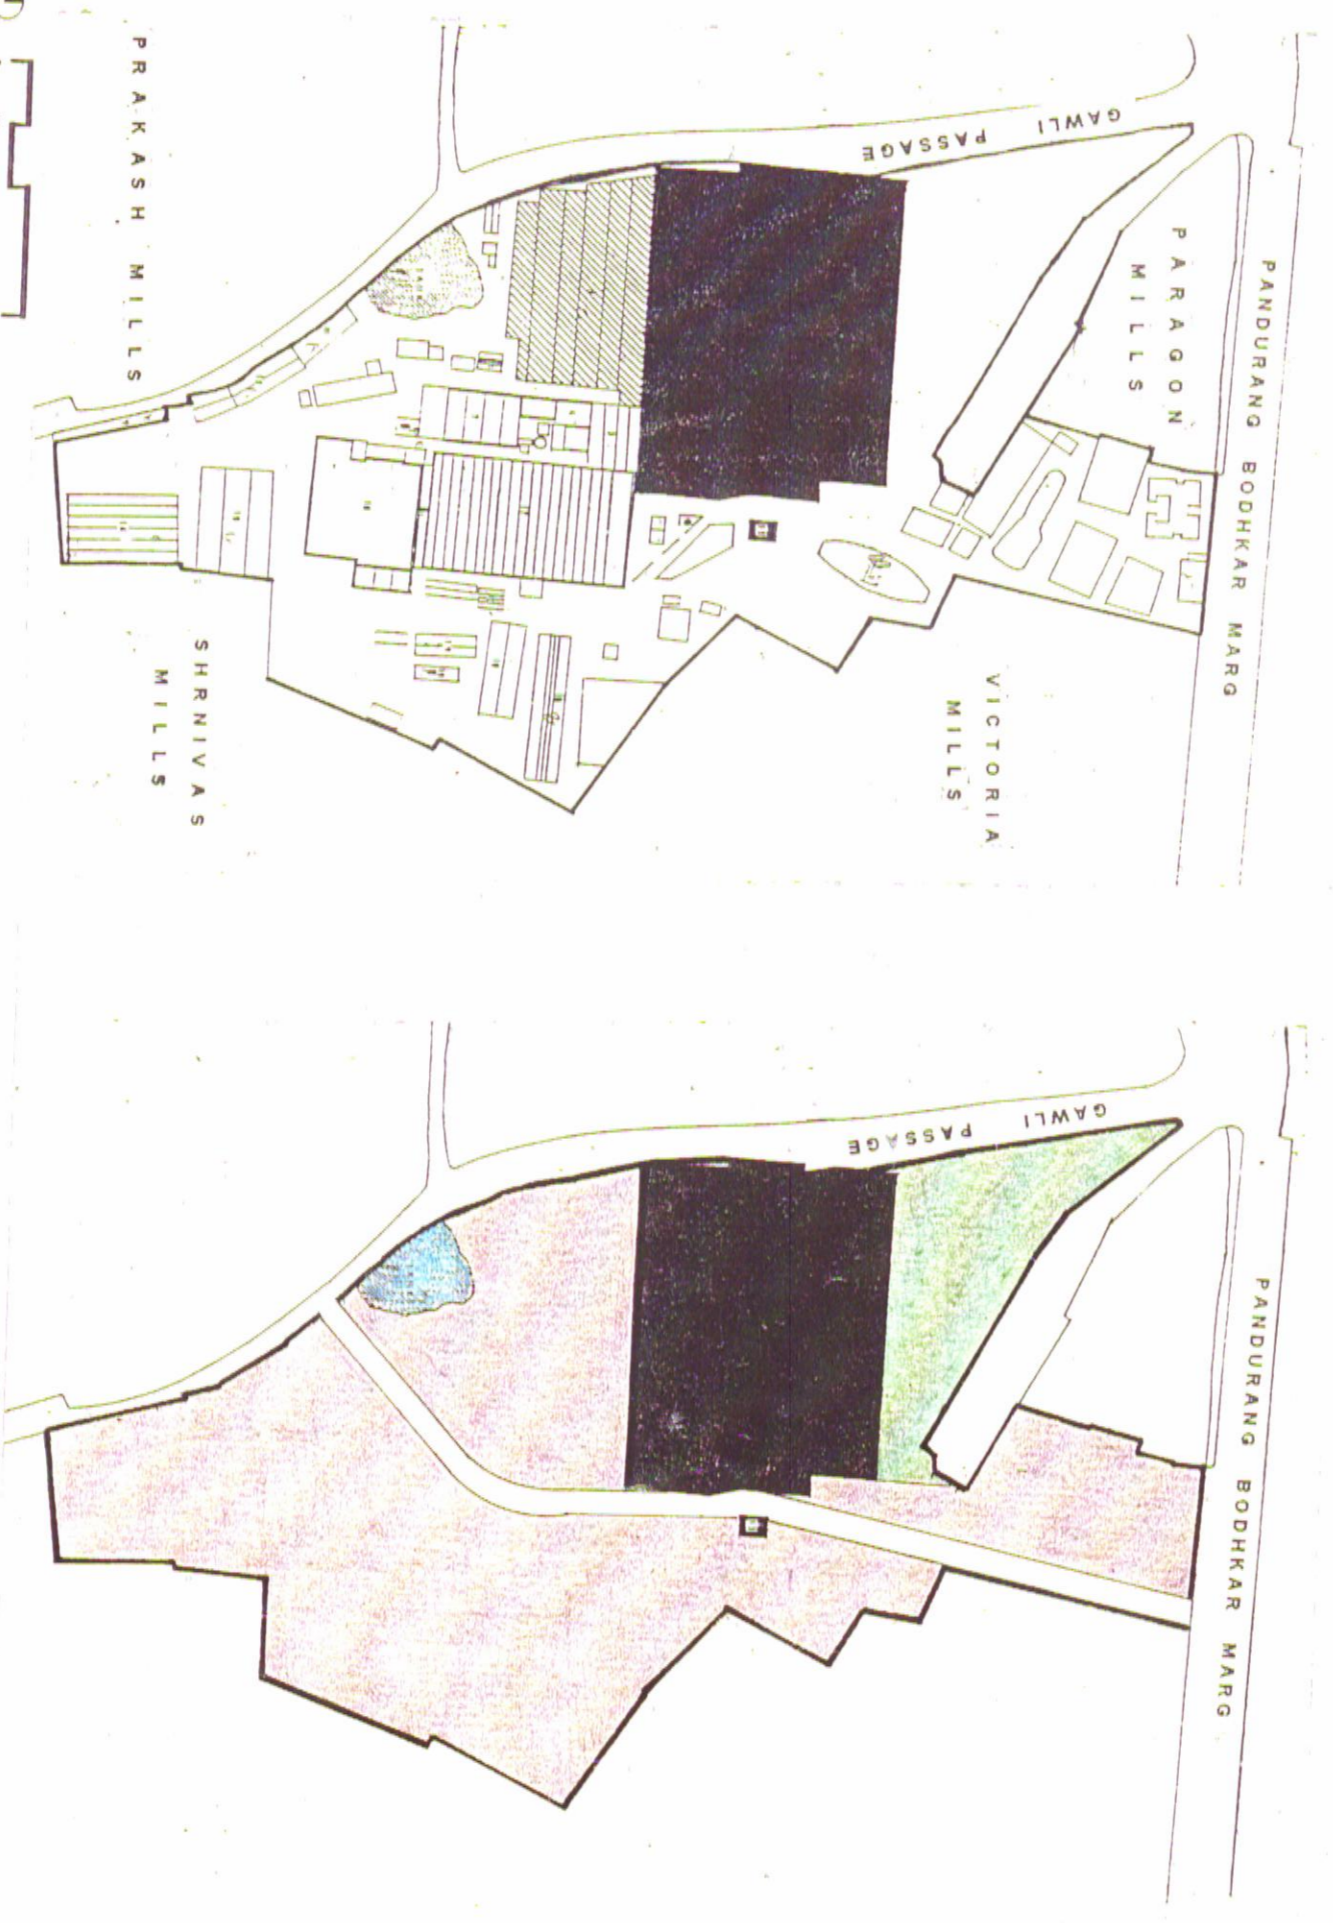 PRAKASH MILLS
GAWLI PASSAGE
PARAGON
MILLS
PANDURANG BODHKAR MARG
VICTORIA
MILLS
SHRNIVAS
MILLS
GAWLI PASSAGE
PANDURANG BODHKAR MARG